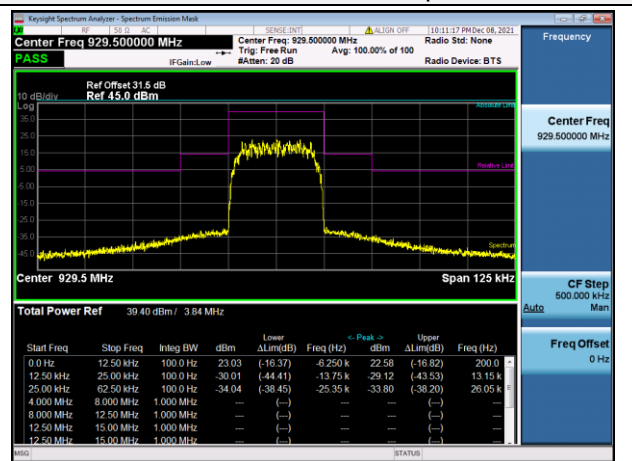 Keysight Spectrum Analyzer - Spectrum Emission Mask
RF 50 Ω AC SENSE:INT ALIGN OFF 10:11:17 PM Dec 08, 2021
Center Freq 929.500000 MHz Center Freq: 929.500000 MHz Radio Std: None Frequency
Trig: Free Run Avg: 100.00% of 100
PASS IFGain:Low #Atten: 20 dB Radio Device: BTS
Ref Offset 31.5 dB
10 dB/div Ref 45.0 dBm
Log Absolute Limit
35.0
25.0
15.0
5.00 Relative Limit
-5.00
-15.0
-25.0
-35.0
-45.0 Spectrum
Center 929.5 MHz Span 125 kHz
Center Freq
929.500000 MHz
CF Step
500.000 kHz
Auto Man
Freq Offset
0 Hz
Total Power Ref 39.40 dBm / 3.84 MHz
Lower <- Peak -> Upper
Start Freq Stop Freq Integ BW dBm ΔLim(dB) Freq (Hz) dBm ΔLim(dB) Freq (Hz)
0.0 Hz 12.50 kHz 100.0 Hz 23.03 (-16.37) -6.250 k 22.58 (-16.82) 200.0
12.50 kHz 25.00 kHz 100.0 Hz -30.01 (-44.41) -13.75 k -29.12 (-43.53) 13.15 k
25.00 kHz 62.50 kHz 100.0 Hz -34.04 (-38.45) -25.35 k -33.80 (-38.20) 26.05 k
4.000 MHz 8.000 MHz 1.000 MHz --- (---) --- (---)
8.000 MHz 12.50 MHz 1.000 MHz --- (---) --- (---)
12.50 MHz 15.00 MHz 1.000 MHz --- (---) --- (---)
12.50 MHz 15.00 MHz 1.000 MHz --- (---) --- (---)
MSG STATUS